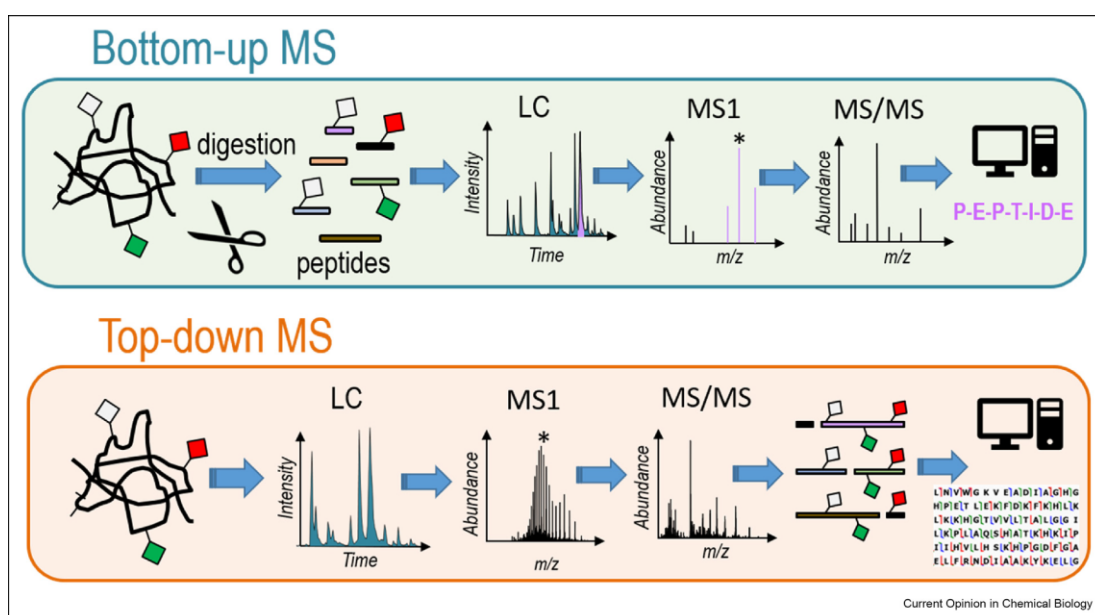 Bottom-up MS
digestion
peptides
LC
Intensity
Time
MS1
*
Abundance
m/z
MS/MS
Abundance
m/z
P-E-P-T-I-D-E
Top-down MS
LC
Intensity
Time
MS1
*
Abundance
m/z
MS/MS
Abundance
m/z
L N V W G K V E A D I A G H G
H P E T L E K F D K F K H L K
L K K H G T V V L T A L G G I
L K P L A Q S H A T K H K I P
I I H V L H S K H P G D F G A
E L F R N D I A A K Y K E L G
Current Opinion in Chemical Biology